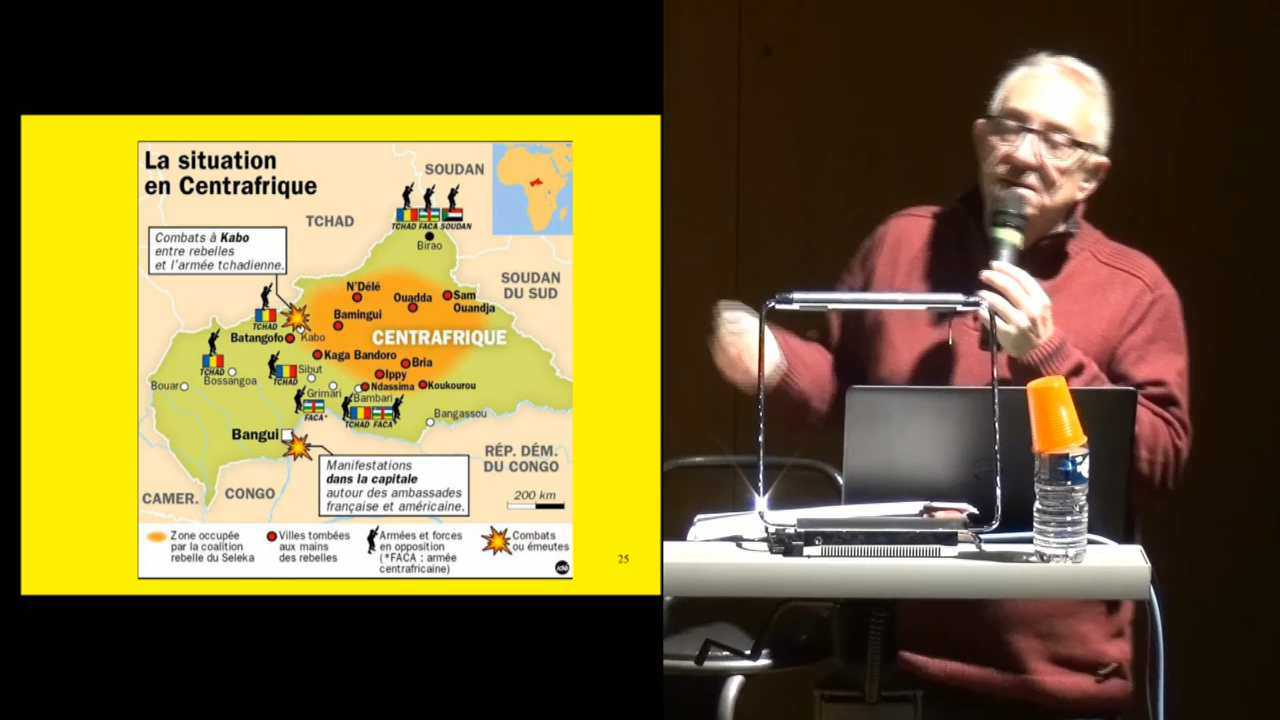 La situation
en Centrafrique
SOUDAN
TCHAD
TCHAD FACA SOUDAN
Birao
Combats à Kabo
entre rebelles
et l'armée tchadienne.
SOUDAN
DU SUD
N'Délé
Ouadda
Sam
Ouandja
Bamingui
TCHAD
CENTRAFRIQUE
Batangofo
Kabo
Kaga Bandoro
Bria
TCHAD
Bossangoa
Sibut
TCHAD
Ippy
Bouar
Ndassima
Koukourou
Grimari
Bambari
FACA*
TCHAD FACA
Bangassou
Bangui
RÉP. DÉM.
DU CONGO
Manifestations
dans la capitale
autour des ambassades
française et américaine.
CAMER.
CONGO
200 km
Zone occupée
par la coalition
rebelle du Seleka
Villes tombées
aux mains
des rebelles
Armées et forces
en opposition
(*FACA : armée
centrafricaine)
Combats
ou émeutes
idé
25